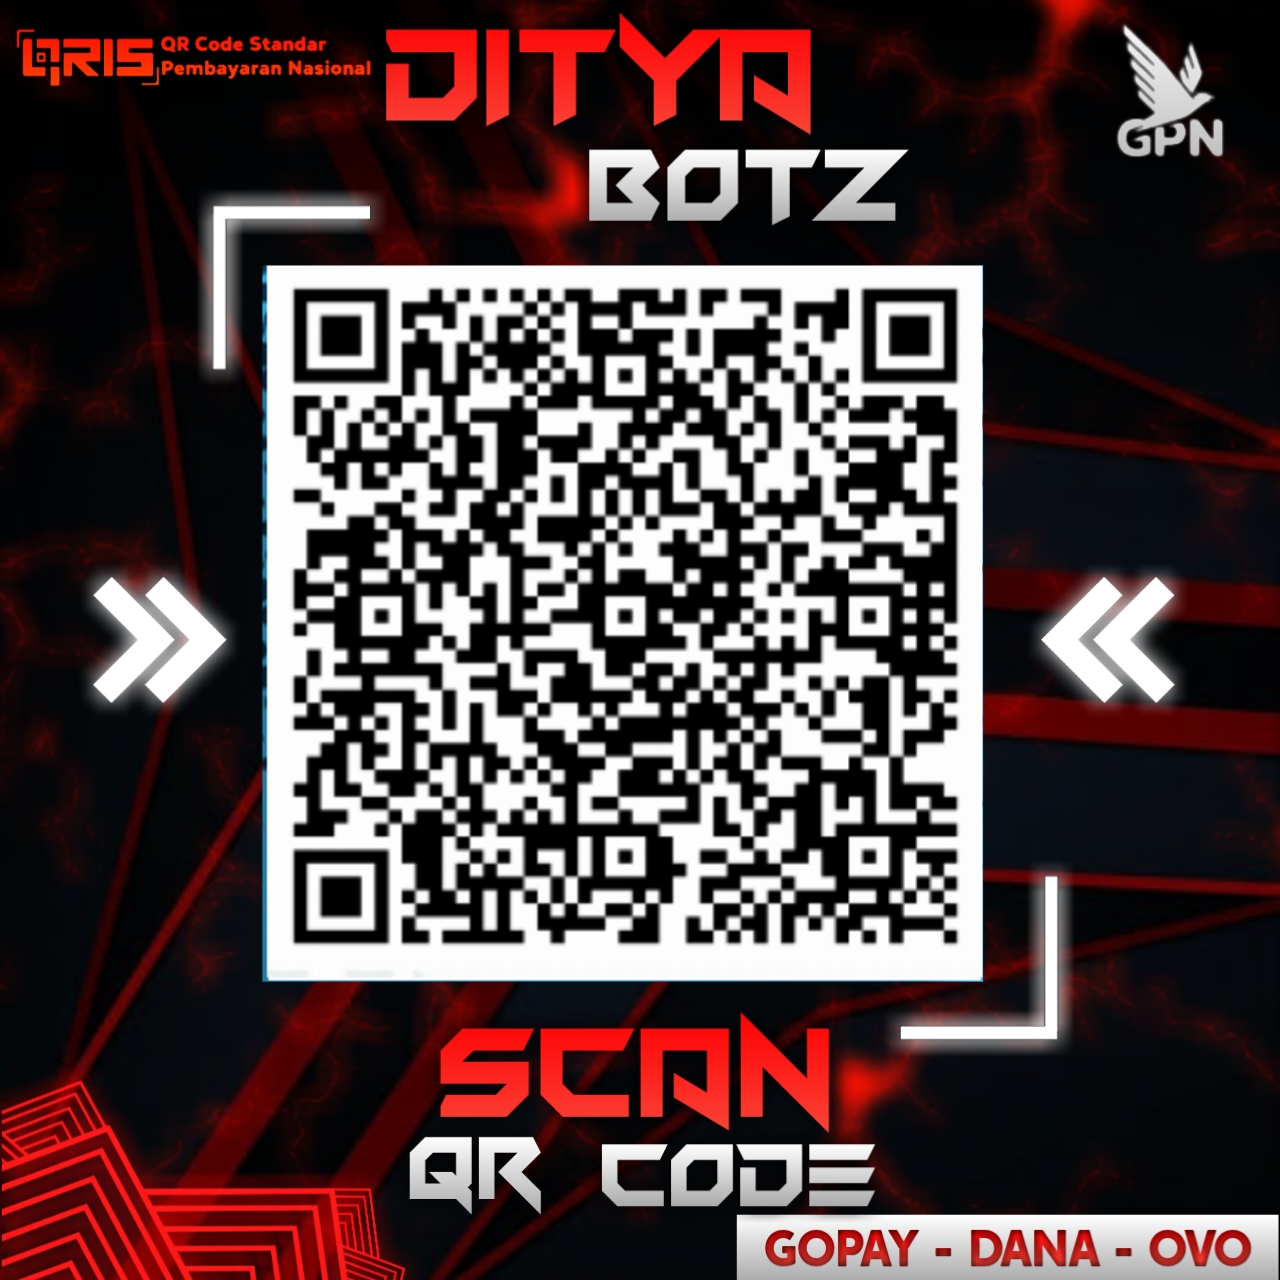 QRIS
QR Code Standar
Pembayaran Nasional
DITYA
BOTZ
GPN
SCAN
QR CODE
GOPAY - DANA - OVO